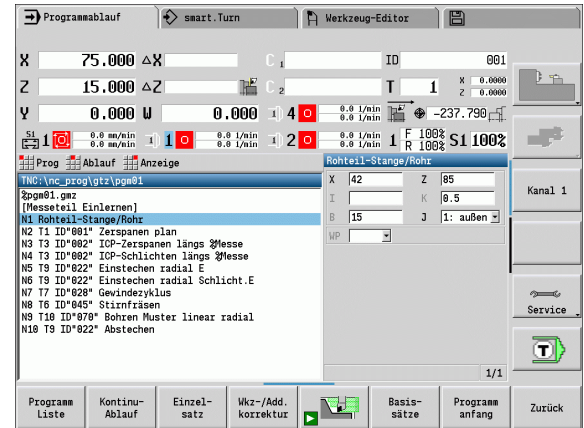 Programmablauf smart.Turn Werkzeug-Editor
X 75.000 △X C 1 ID 001
Z 15.000 △Z C 2 T 1 X 0.0000 Z 0.0000
Y 0.000 U 0.000 4 0 0.0 1/min 0.0 1/min -237.790
S1 1 0.0 mm/min 0.0 mm/min 1 0 0.0 1/min 0.0 1/min 2 0 0.0 1/min 0.0 1/min 1 F 100% R 100% S1 100%
Prog Ablauf Anzeige
TNC:\nc_prog\gtz\pgm01
%pgm01.gmz
[Messeteil Einlernen]
N1 Rohteil-Stange/Rohr
N2 T1 ID"001" Zerspanen plan
N3 T3 ID"002" ICP-Zerspanen längs %Messe
N4 T3 ID"002" ICP-Schlichten längs %Messe
N5 T9 ID"022" Einstechen radial E
N6 T9 ID"022" Einstechen radial Schlicht.E
N7 T7 ID"028" Gewindezyklus
N8 T6 ID"045" Stirnfräsen
N9 T10 ID"070" Bohren Muster linear radial
N10 T9 ID"022" Abstechen
Rohteil-Stange/Rohr
X 42 Z 85
I K 0.5
B 15 J 1: außen
WP
1/1
Kanal 1
Service
T
Programm Liste
Kontinu- Ablauf
Einzel- satz
Wkz-/Add. korrektur
Basis- sätze
Programm anfang
Zurück